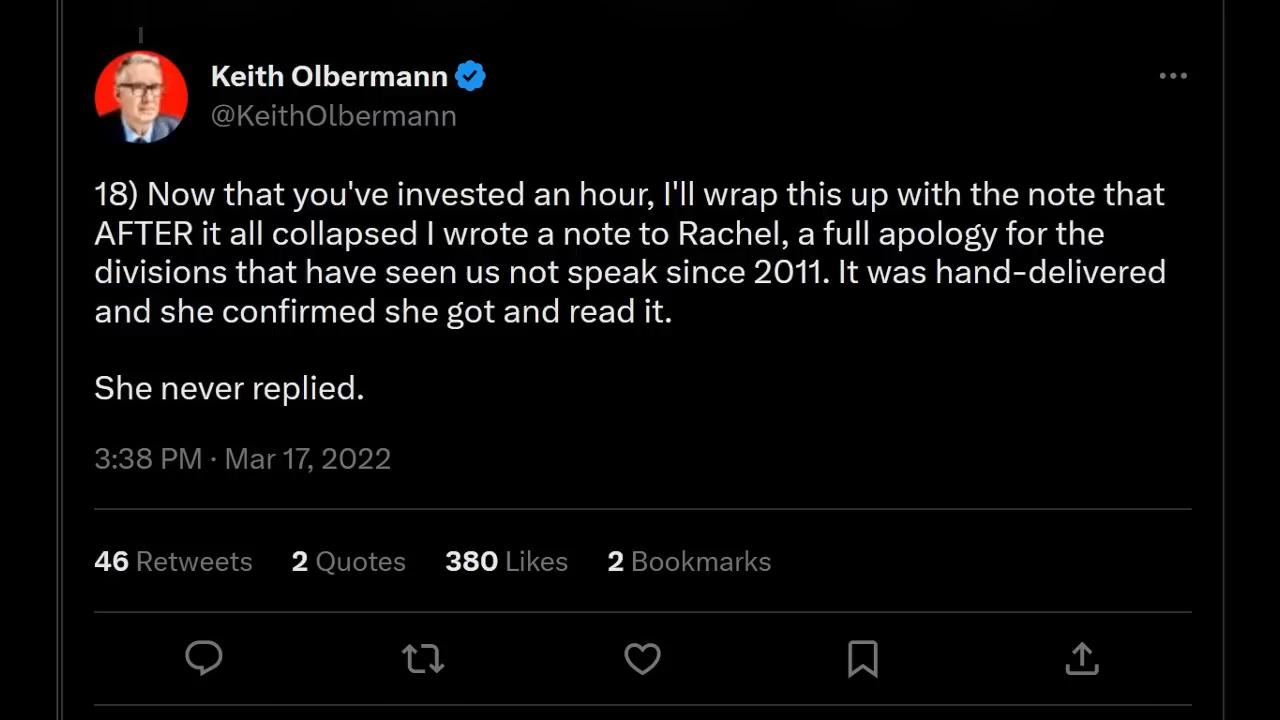 Keith Olbermann
@KeithOlbermann
18) Now that you've invested an hour, I'll wrap this up with the note that
AFTER it all collapsed I wrote a note to Rachel, a full apology for the
divisions that have seen us not speak since 2011. It was hand-delivered
and she confirmed she got and read it.
She never replied.
3:38 PM · Mar 17, 2022
46 Retweets 2 Quotes 380 Likes 2 Bookmarks